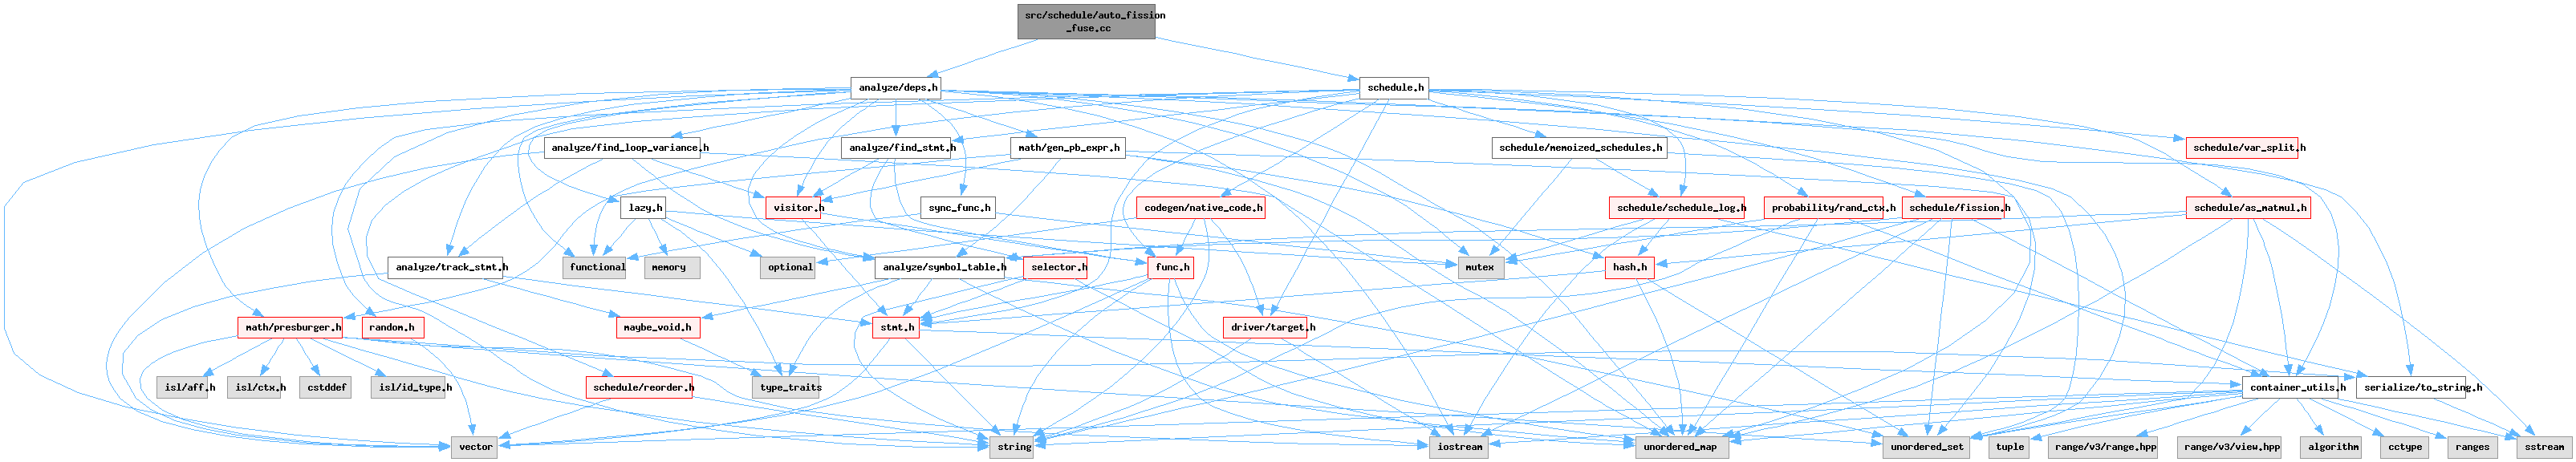 src/schedule/auto_fission
_fuse.cc
analyze/deps.h
schedule.h
analyze/find_loop_variance.h
analyze/find_stmt.h
math/gen_pb_expr.h
schedule/memoized_schedules.h
schedule/var_split.h
lazy.h
visitor.h
sync_func.h
codegen/native_code.h
schedule/schedule_log.h
probability/rand_ctx.h
schedule/fission.h
schedule/as_matmul.h
analyze/track_stmt.h
functional
memory
optional
analyze/symbol_table.h
selector.h
func.h
mutex
hash.h
math/presburger.h
random.h
maybe_void.h
stmt.h
driver/target.h
isl/aff.h
isl/ctx.h
cstddef
isl/id_type.h
schedule/reorder.h
type_traits
container_utils.h
serialize/to_string.h
vector
string
iostream
unordered_map
unordered_set
tuple
range/v3/range.hpp
range/v3/view.hpp
algorithm
cctype
ranges
sstream